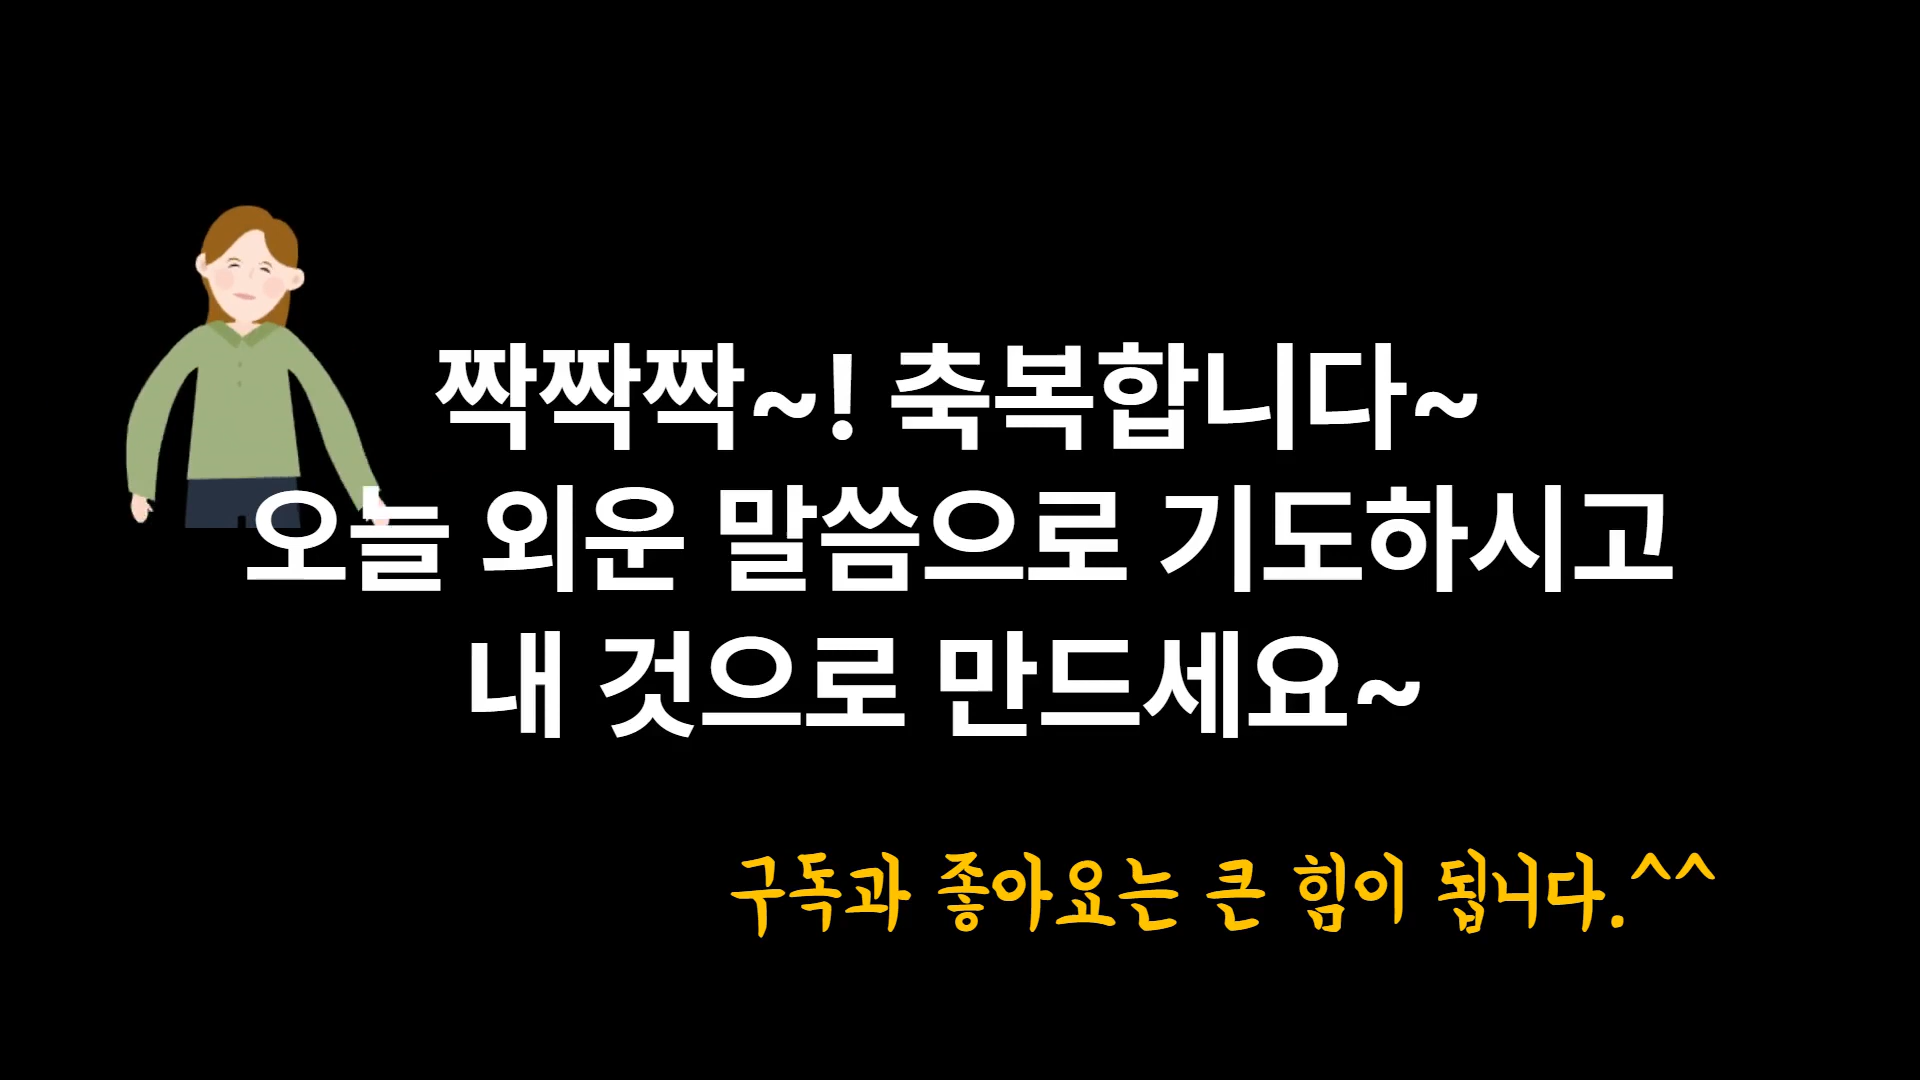 짝짝짝~! 축복합니다~
오늘 외운 말씀으로 기도하시고
내 것으로 만드세요~
구독과 좋아요는 큰 힘이 됩니다.^^